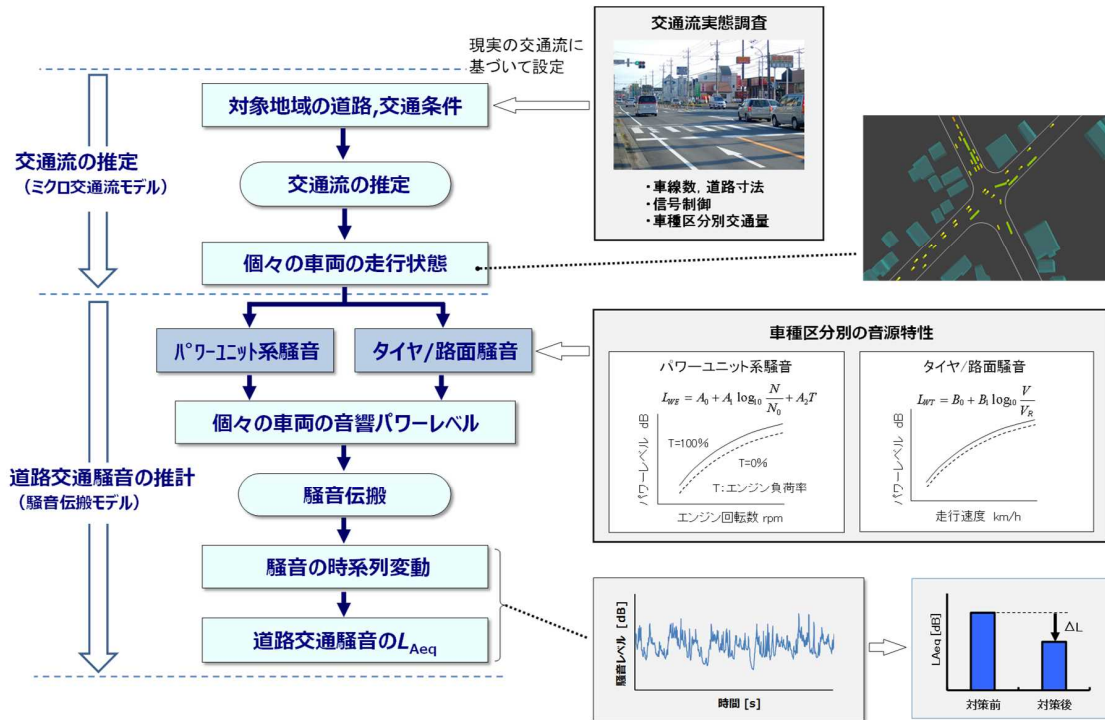 現実の交通流に
基づいて設定
交通流の推定
（ミクロ交通流モデル）
対象地域の道路,交通条件
交通流の推定
個々の車両の走行状態
交通流実態調査
・車線数，道路寸法
・信号制御
・車種区分別交通量
道路交通騒音の推計
（騒音伝搬モデル）
ﾊﾟﾜｰﾕﾆｯﾄ系騒音
タイヤ/路面騒音
個々の車両の音響パワーレベル
騒音伝搬
騒音の時系列変動
道路交通騒音のLAeq
車種区分別の音源特性
パワーユニット系騒音
LWE = A0 + A1 log10 N/N0 + A2T
パワーレベル dB
T=100%
T=0%
T：エンジン負荷率
エンジン回転数 rpm
タイヤ/路面騒音
LWT = B0 + B1 log10 V/VR
パワーレベル dB
走行速度 km/h
騒音レベル [dB]
時間 [s]
LAeq [dB]
ΔL
対策前
対策後